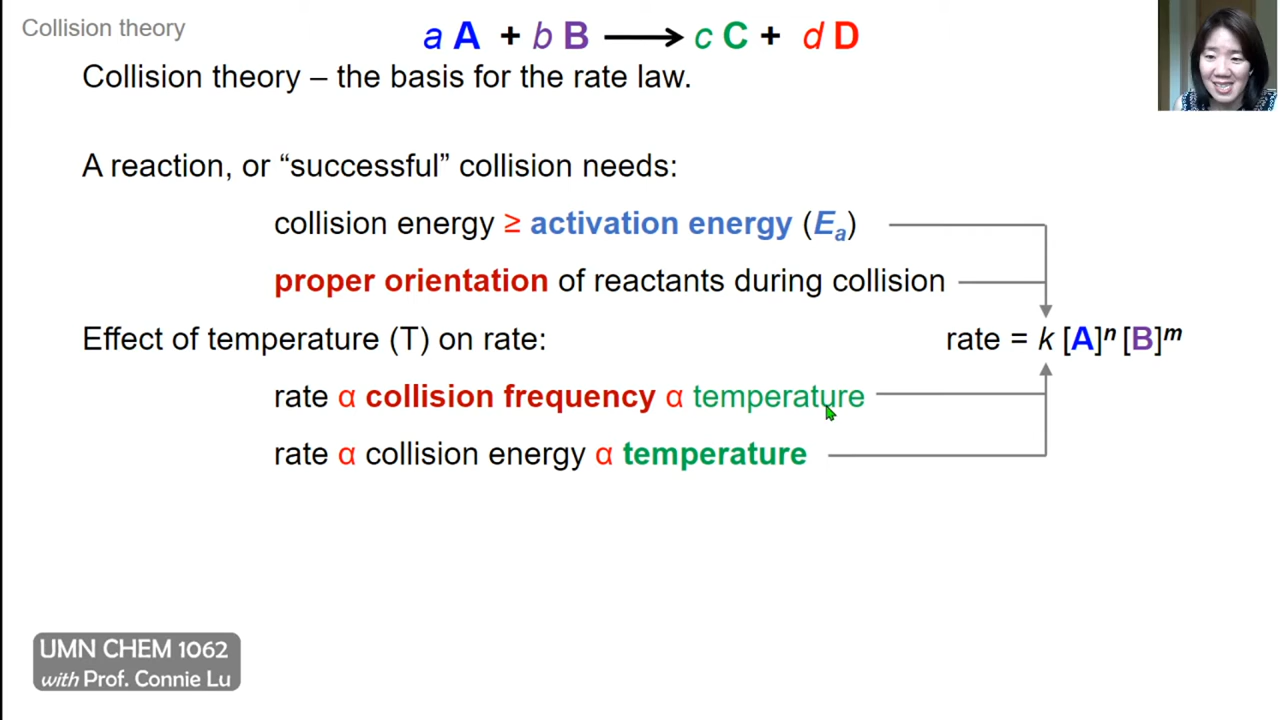 Collision theory
a A + b B ⟶ c C + d D
Collision theory – the basis for the rate law.
A reaction, or “successful” collision needs:
collision energy ≥ activation energy (Eₐ)
proper orientation of reactants during collision
Effect of temperature (T) on rate:
rate = k [A]ⁿ [B]ᵐ
rate α collision frequency α temperature
rate α collision energy α temperature
UMN CHEM 1062
with Prof. Connie Lu